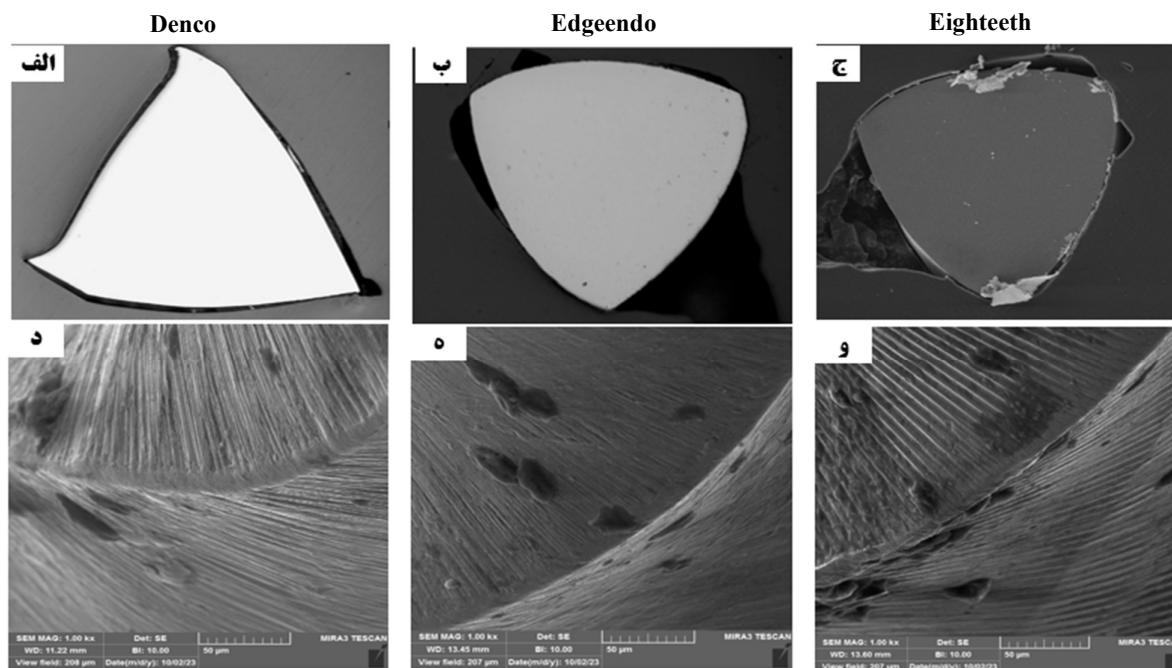 Denco Edgeendo Eighteeth
الف ب ج
د ه و
SEM MAG: 1.00 kx Det: SE MIRA3 TESCAN
WD: 11.22 mm BI: 10.00 50 µm
View field: 208 µm Date(m/d/y): 10/02/23
SEM MAG: 1.00 kx Det: SE MIRA3 TESCAN
WD: 13.45 mm BI: 10.00 50 µm
View field: 207 µm Date(m/d/y): 10/02/23
SEM MAG: 1.00 kx Det: SE MIRA3 TESCAN
WD: 13.60 mm BI: 10.00 50 µm
View field: 207 µm Date(m/d/y): 10/02/23